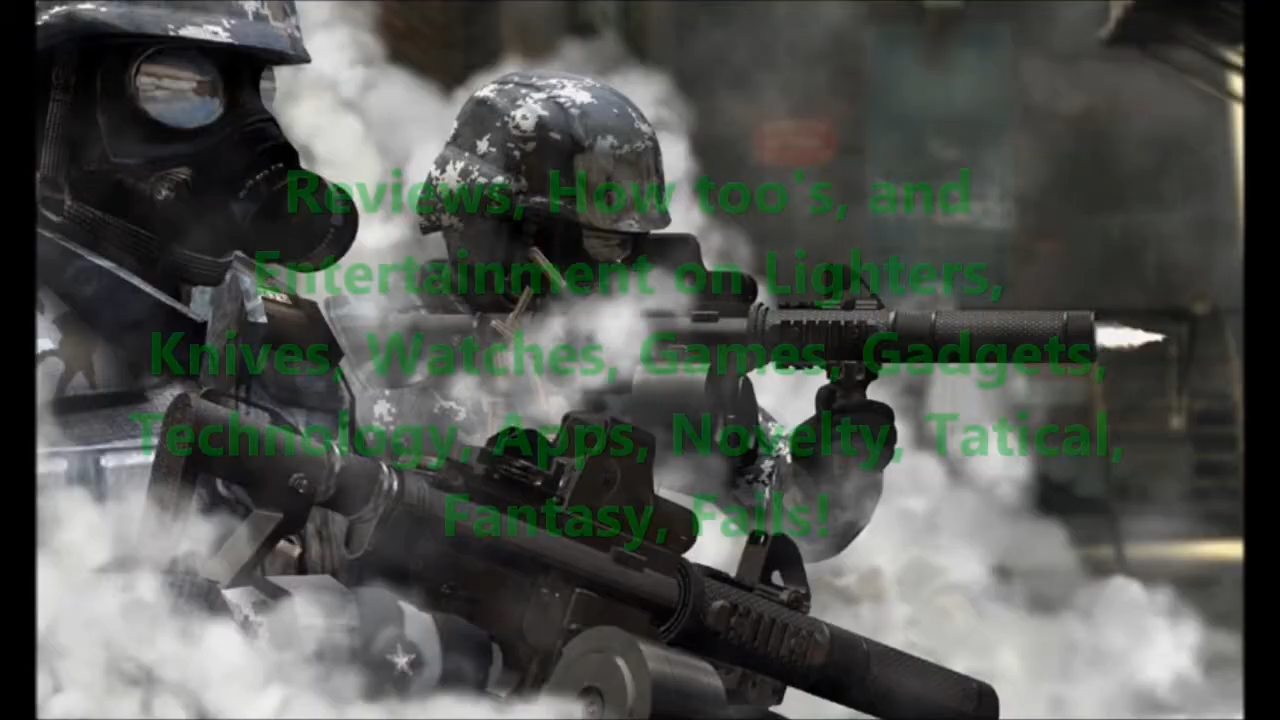 Reviews, How too's, and
Entertainment on Lighters,
Knives, Watches, Games, Gadgets,
Technology, Apps, Novelty, Tatical,
Fantasy, Fails!